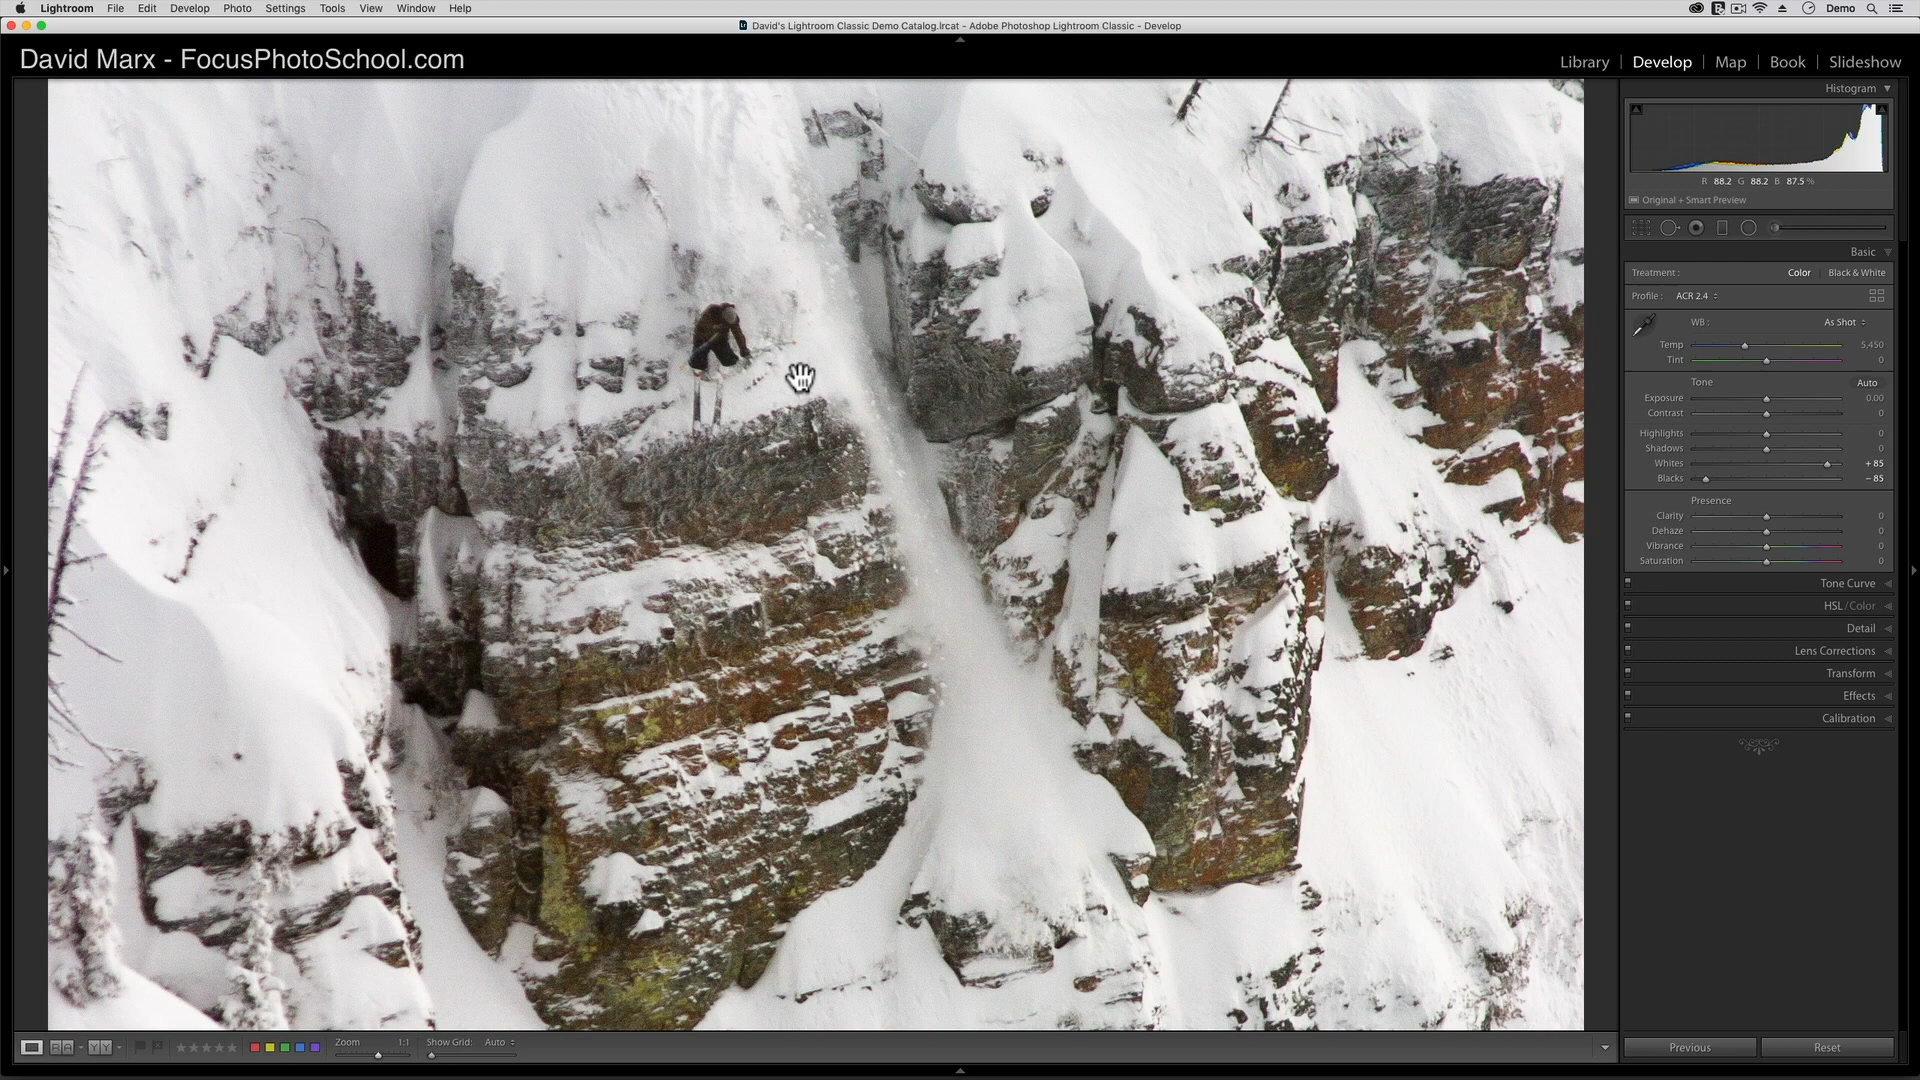 Lightroom File Edit Develop Photo Settings Tools View Window Help Demo
David's Lightroom Classic Demo Catalog.lrcat - Adobe Photoshop Lightroom Classic - Develop
David Marx - FocusPhotoSchool.com
Library | Develop | Map | Book | Slideshow
Histogram
R 88.2 G 88.2 B 87.5 %
Original + Smart Preview
Basic
Treatment : Color | Black & White
Profile : ACR 2.4
WB : As Shot
Temp 5,450
Tint 0
Tone Auto
Exposure 0.00
Contrast 0
Highlights 0
Shadows 0
Whites + 85
Blacks − 85
Presence
Clarity 0
Dehaze 0
Vibrance 0
Saturation 0
Tone Curve
HSL / Color
Detail
Lens Corrections
Transform
Effects
Calibration
Zoom 1:1 Show Grid: Auto
Previous Reset